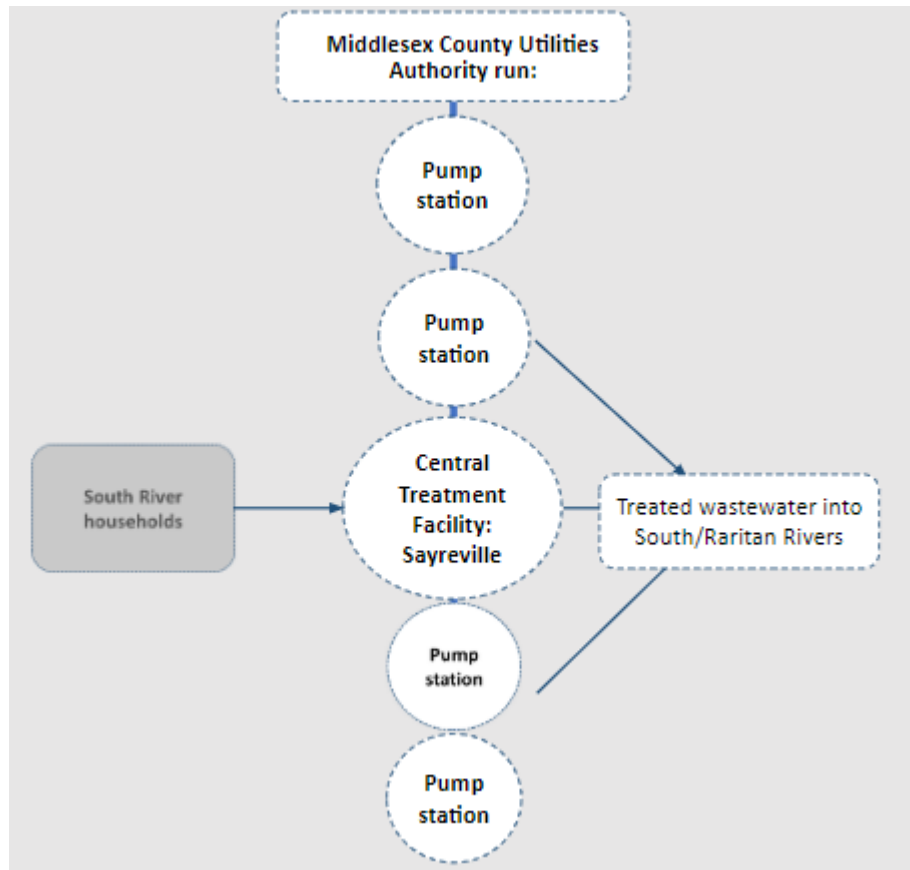 Middlesex County Utilities
Authority run:
Pump
station
Pump
station
South River
households
Central
Treatment
Facility:
Sayreville
Treated wastewater into
South/Raritan Rivers
Pump
station
Pump
station